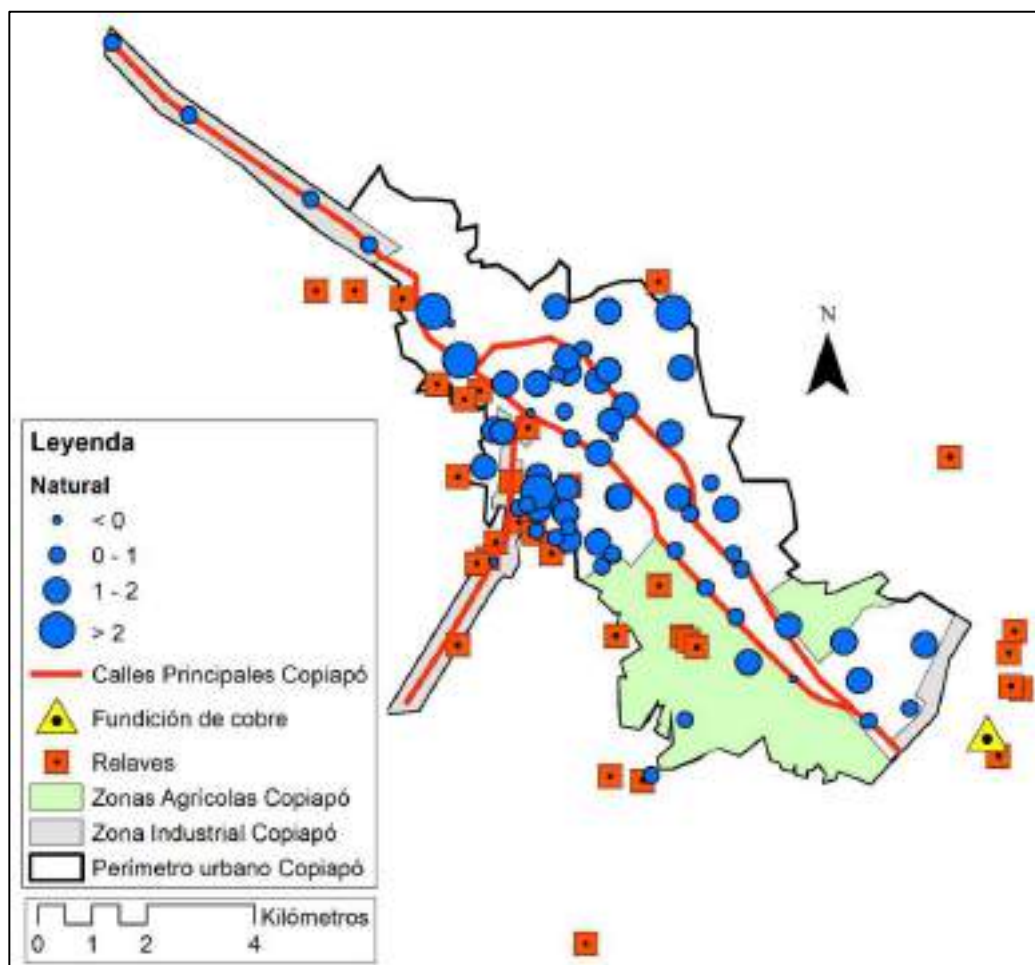 N
Leyenda
Natural
< 0
0 - 1
1 - 2
> 2
Calles Principales Copiapó
Fundición de cobre
Relaves
Zonas Agrícolas Copiapó
Zona Industrial Copiapó
Perímetro urbano Copiapó
Kilómetros
0 1 2 4